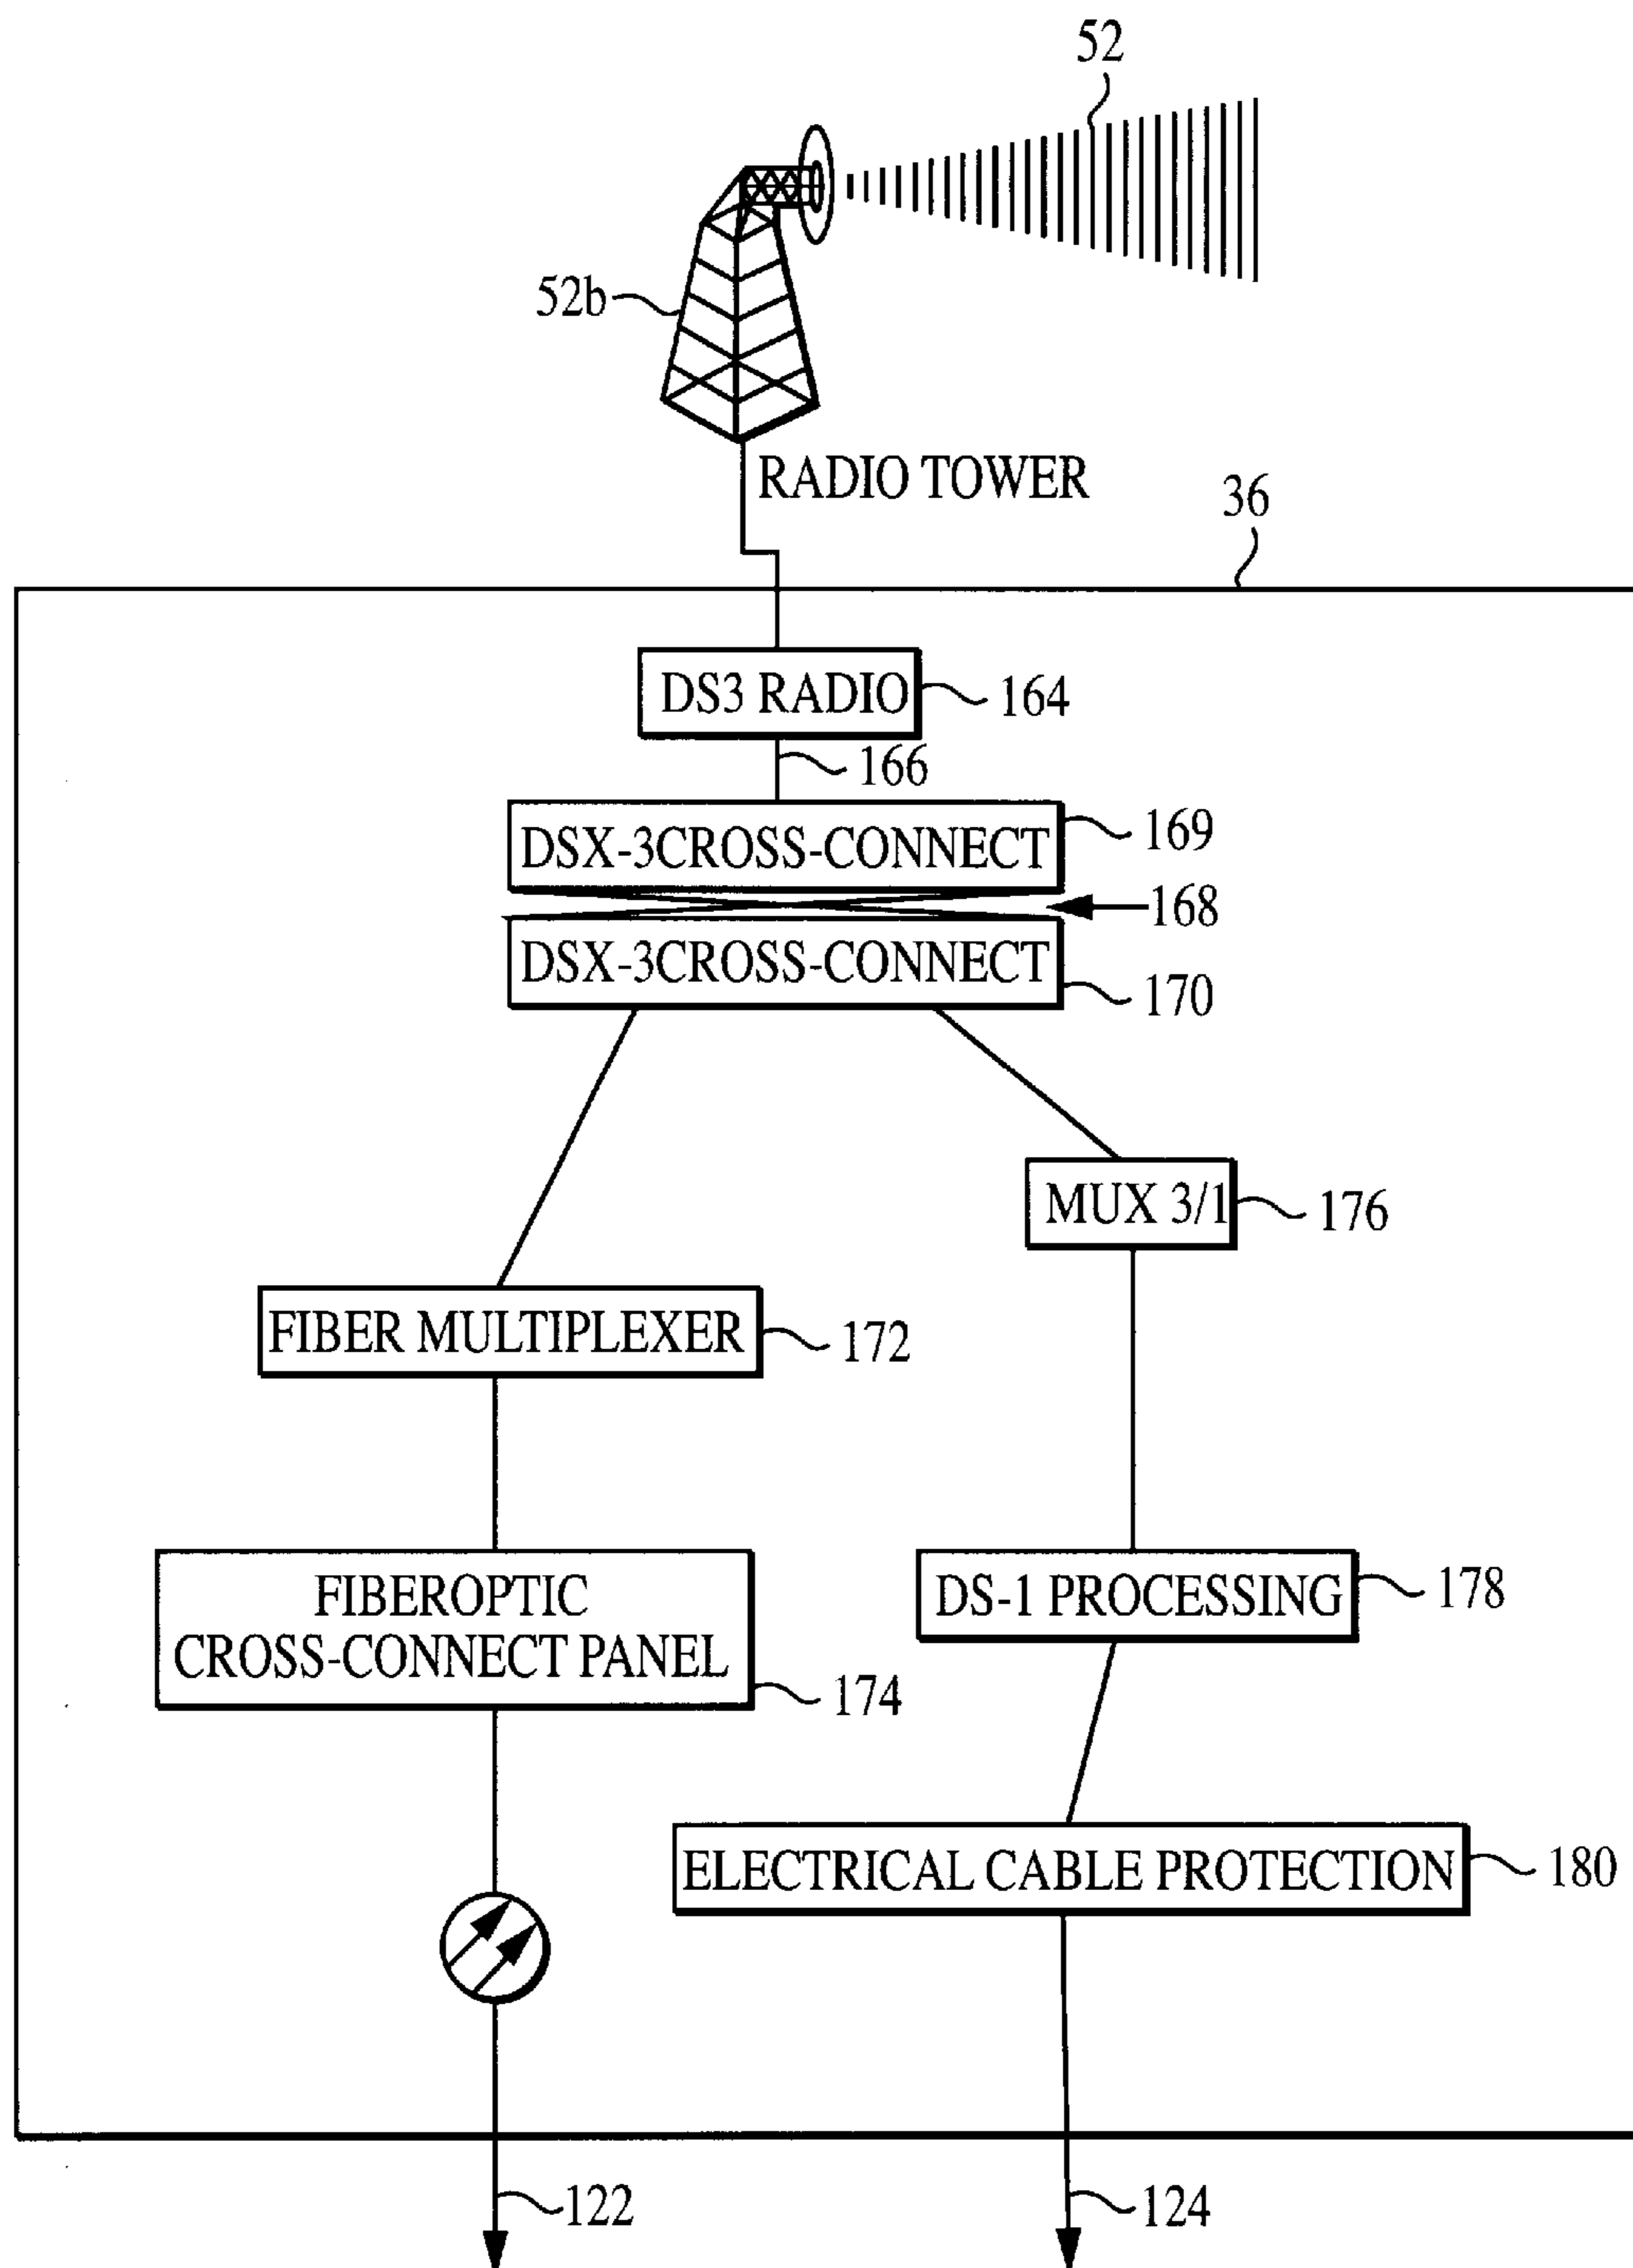 52
52b
RADIO TOWER
36
DS3 RADIO
164
166
DSX-3CROSS-CONNECT
169
168
DSX-3CROSS-CONNECT
170
MUX 3/1
176
FIBER MULTIPLEXER
172
FIBEROPTIC
CROSS-CONNECT PANEL
174
DS-1 PROCESSING
178
ELECTRICAL CABLE PROTECTION
180
122
124